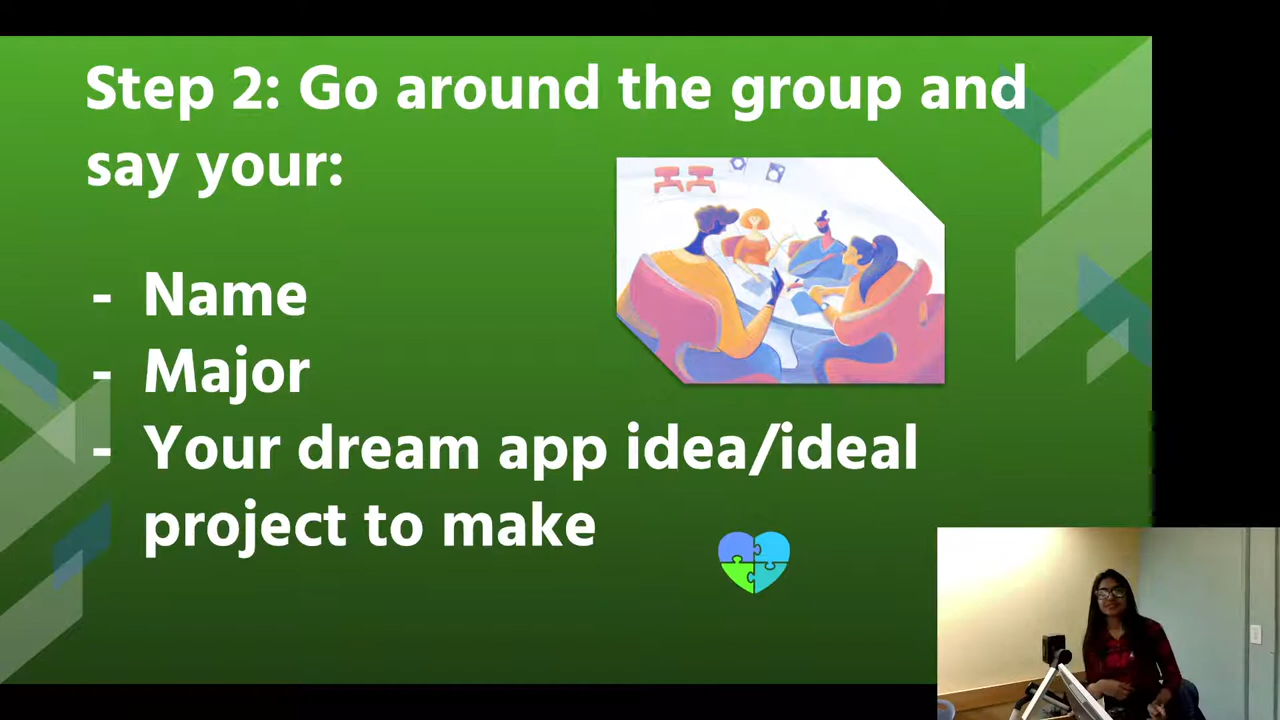 Step 2: Go around the group and
say your:
- Name
- Major
- Your dream app idea/ideal
project to make